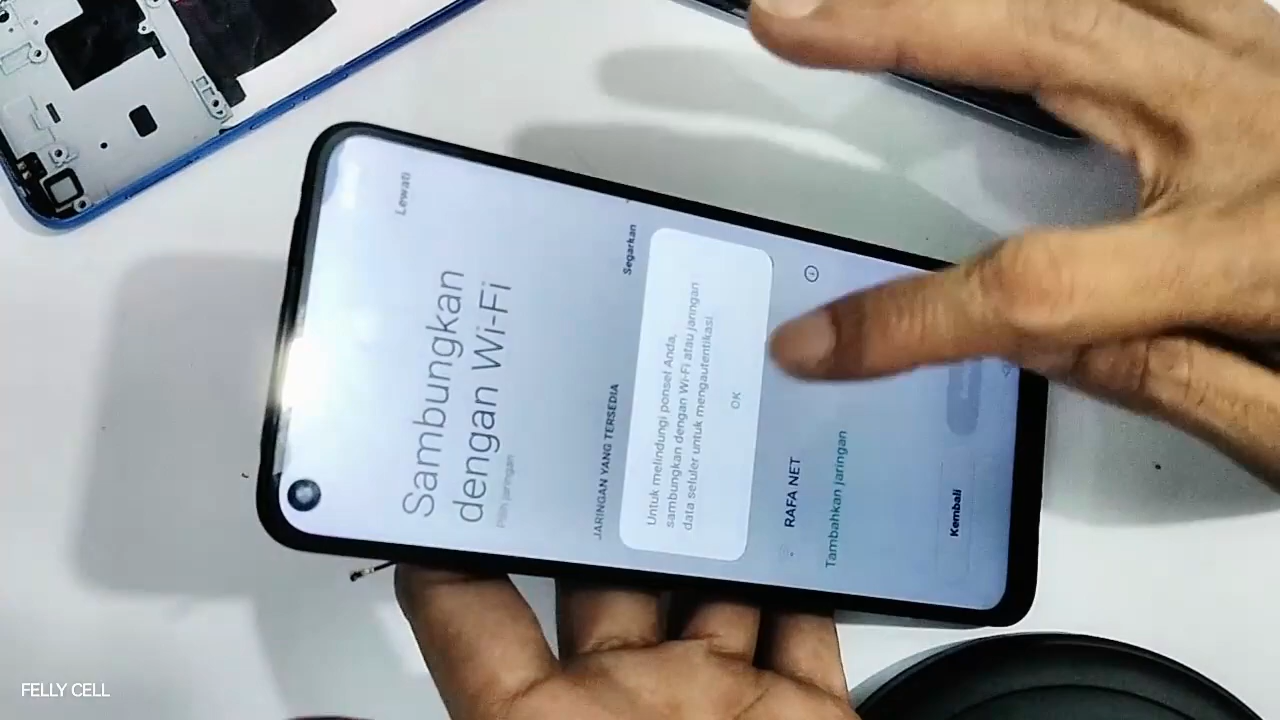 Lewati
Sambungkan
dengan Wi-Fi
Pilih jaringan
JARINGAN YANG TERSEDIA
Segarkan
Untuk melindungi ponsel Anda,
sambungkan dengan Wi-Fi atau jaringan
data seluler untuk mengautentikasi.
OK
RAFA NET
Tambahkan jaringan
Kembali
FELLY CELL